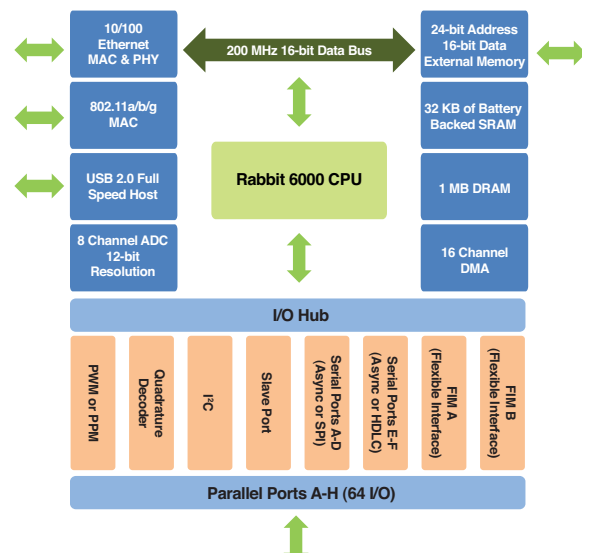 10/100
Ethernet
MAC & PHY
200 MHz 16-bit Data Bus
24-bit Address
16-bit Data
External Memory
802.11a/b/g
MAC
32 KB of Battery
Backed SRAM
USB 2.0 Full
Speed Host
Rabbit 6000 CPU
1 MB DRAM
8 Channel ADC
12-bit
Resolution
16 Channel
DMA
I/O Hub
PWM or PPM
Quadrature
Decoder
I²C
Slave Port
Serial Ports A-D
(Async or SPI)
Serial Ports E-F
(Async or HDLC)
FIM A
(Flexible Interface)
FIM B
(Flexible Interface)
Parallel Ports A-H (64 I/O)